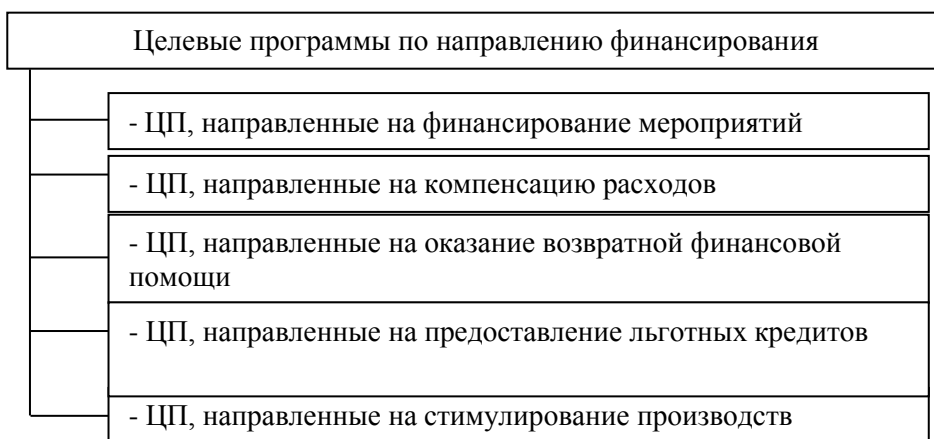 Целевые программы по направлению финансирования
- ЦП, направленные на финансирование мероприятий
- ЦП, направленные на компенсацию расходов
- ЦП, направленные на оказание возвратной финансовой
помощи
- ЦП, направленные на предоставление льготных кредитов
- ЦП, направленные на стимулирование производств